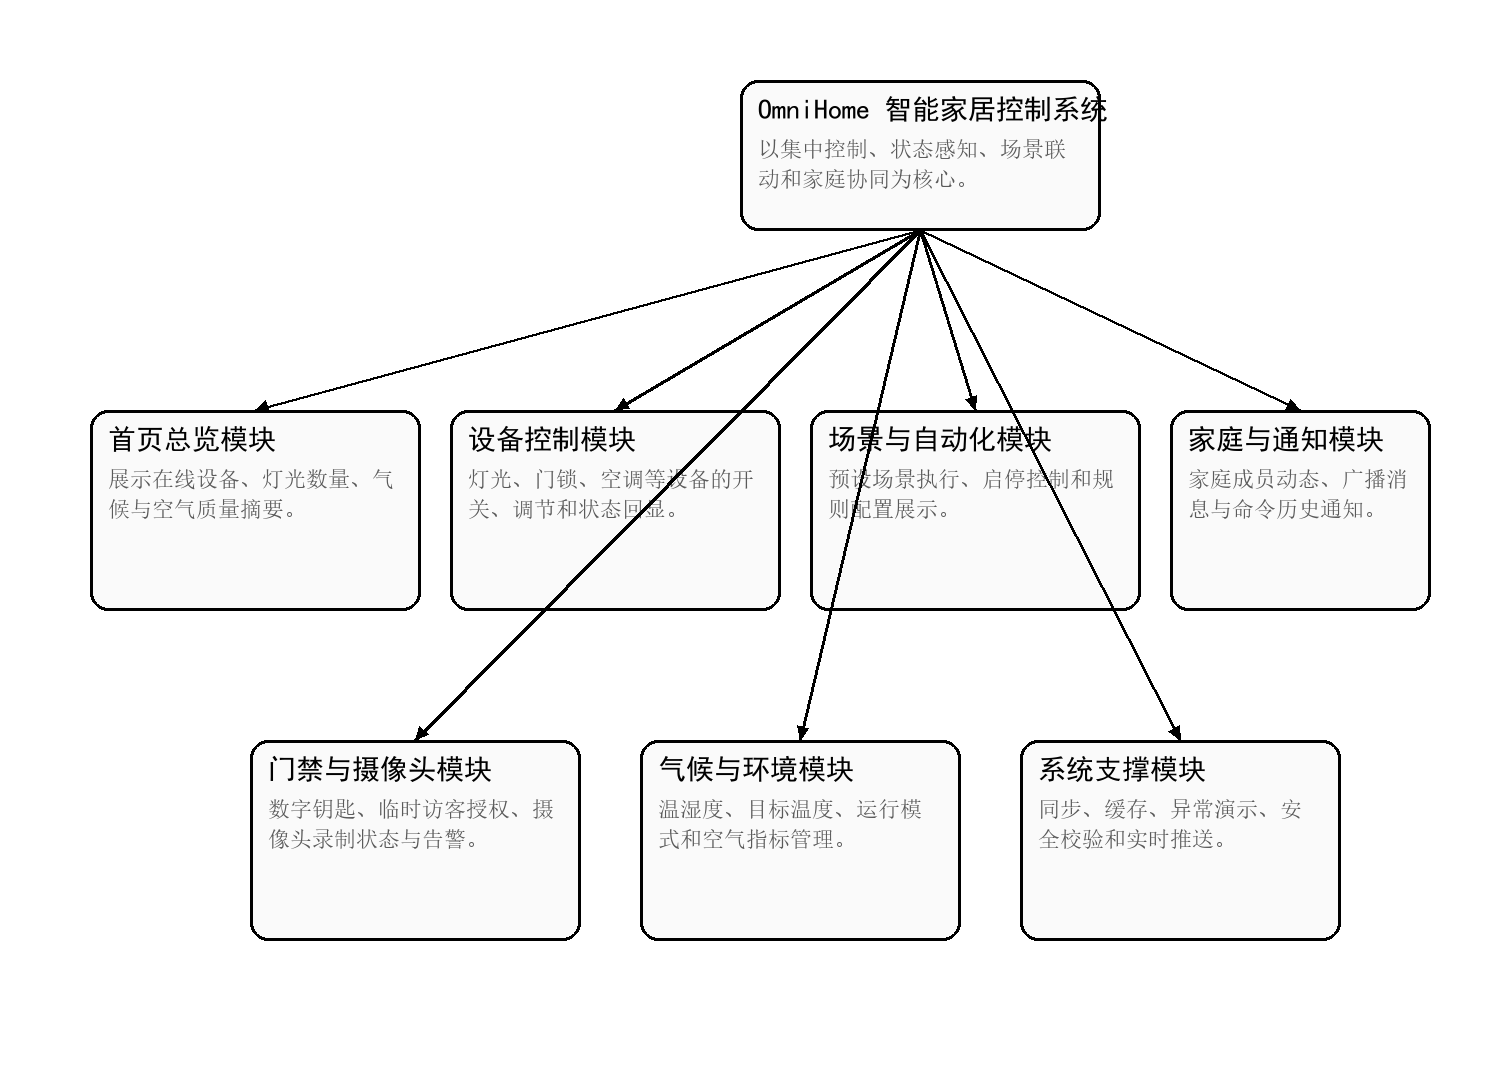 OmniHome 智能家居控制系统
以集中控制、状态感知、场景联
动和家庭协同为核心。
首页总览模块
展示在线设备、灯光数量、气
候与空气质量摘要。
设备控制模块
灯光、门锁、空调等设备的开
关、调节和状态回显。
场景与自动化模块
预设场景执行、启停控制和规
则配置展示。
家庭与通知模块
家庭成员动态、广播消
息与命令历史通知。
门禁与摄像头模块
数字钥匙、临时访客授权、摄
像头录制状态与告警。
气候与环境模块
温湿度、目标温度、运行模
式和空气指标管理。
系统支撑模块
同步、缓存、异常演示、安
全校验和实时推送。